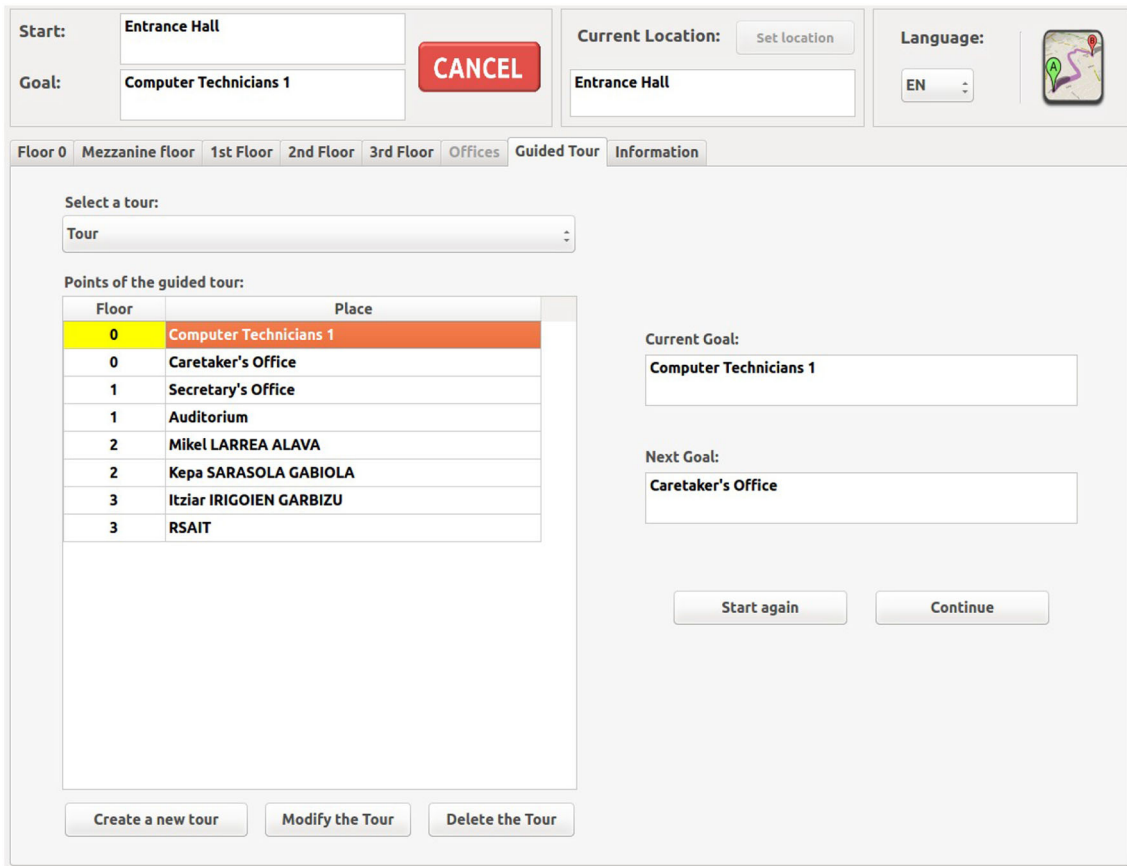 Start:
Entrance Hall
Goal:
Computer Technicians 1
CANCEL
Current Location:
Set location
Entrance Hall
Language:
EN
A
B
Floor 0
Mezzanine floor
1st Floor
2nd Floor
3rd Floor
Offices
Guided Tour
Information
Select a tour:
Tour
Points of the guided tour:
Floor Place
0 Computer Technicians 1
0 Caretaker's Office
1 Secretary's Office
1 Auditorium
2 Mikel LARREA ALAVA
2 Kepa SARASOLA GABIOLA
3 Itziar IRIGOIEN GARBIZU
3 RSAIT
Create a new tour
Modify the Tour
Delete the Tour
Current Goal:
Computer Technicians 1
Next Goal:
Caretaker's Office
Start again
Continue